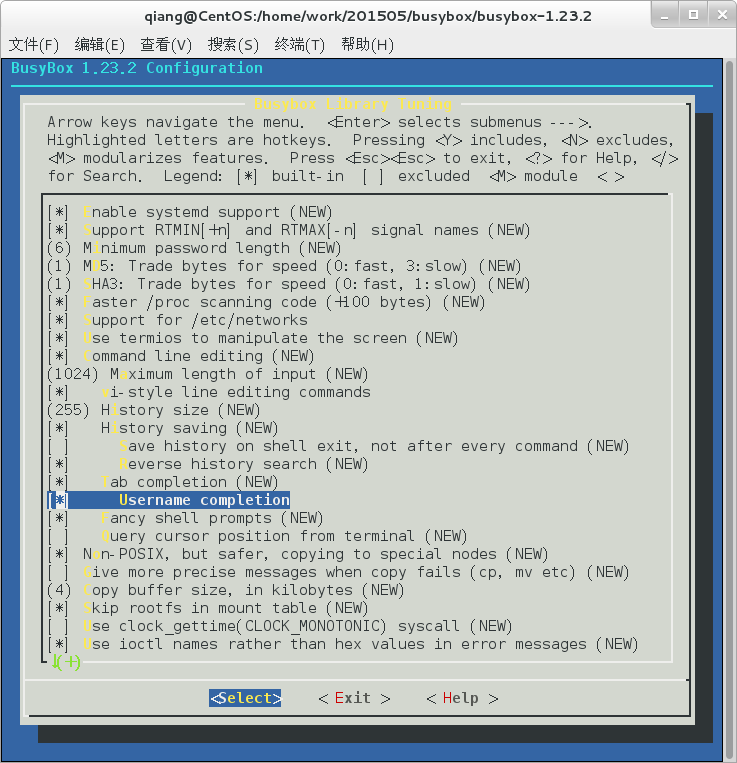 qiang@CentOS:/home/work/201505/busybox/busybox-1.23.2
文件(F) 编辑(E) 查看(V) 搜索(S) 终端(T) 帮助(H)
BusyBox 1.23.2 Configuration
Busybox Library Tuning
Arrow keys navigate the menu. <Enter> selects submenus --->.
Highlighted letters are hotkeys. Pressing <Y> includes, <N> excludes,
<M> modularizes features. Press <Esc><Esc> to exit, <?> for Help, </>
for Search. Legend: [*] built-in [ ] excluded <M> module < >
[*] Enable systemd support (NEW)
[*] Support RTMIN[+n] and RTMAX[-n] signal names (NEW)
(6) Minimum password length (NEW)
(1) MD5: Trade bytes for speed (0:fast, 3:slow) (NEW)
(1) SHA3: Trade bytes for speed (0:fast, 1:slow) (NEW)
[*] Faster /proc scanning code (+100 bytes) (NEW)
[*] Support for /etc/networks
[*] Use termios to manipulate the screen (NEW)
[*] Command line editing (NEW)
(1024) Maximum length of input (NEW)
[*] vi-style line editing commands
(255) History size (NEW)
[*] History saving (NEW)
[ ] Save history on shell exit, not after every command (NEW)
[*] Reverse history search (NEW)
[*] Tab completion (NEW)
[*] Username completion
[*] Fancy shell prompts (NEW)
[ ] Query cursor position from terminal (NEW)
[*] Non-POSIX, but safer, copying to special nodes (NEW)
[ ] Give more precise messages when copy fails (cp, mv etc) (NEW)
(4) Copy buffer size, in kilobytes (NEW)
[*] Skip rootfs in mount table (NEW)
[ ] Use clock_gettime(CLOCK_MONOTONIC) syscall (NEW)
[*] Use ioctl names rather than hex values in error messages (NEW)
↓(+)
<Select> < Exit > < Help >